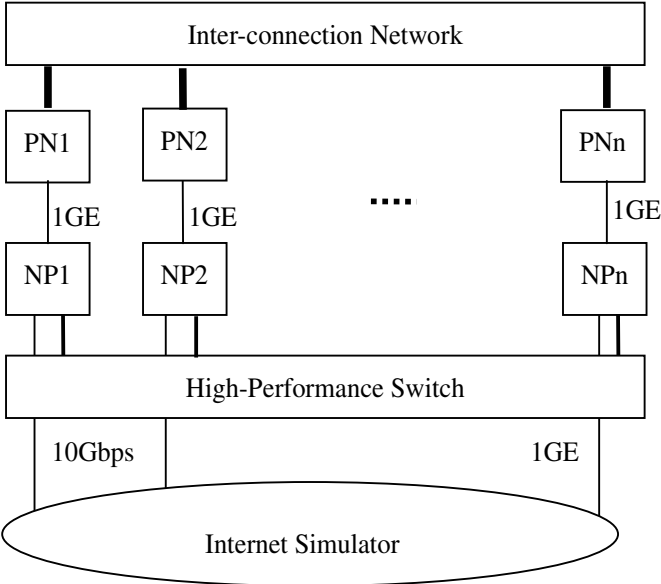 Inter-connection Network
PN1 PN2 PNn
1GE 1GE 1GE
NP1 NP2 NPn
High-Performance Switch
10Gbps 1GE
Internet Simulator